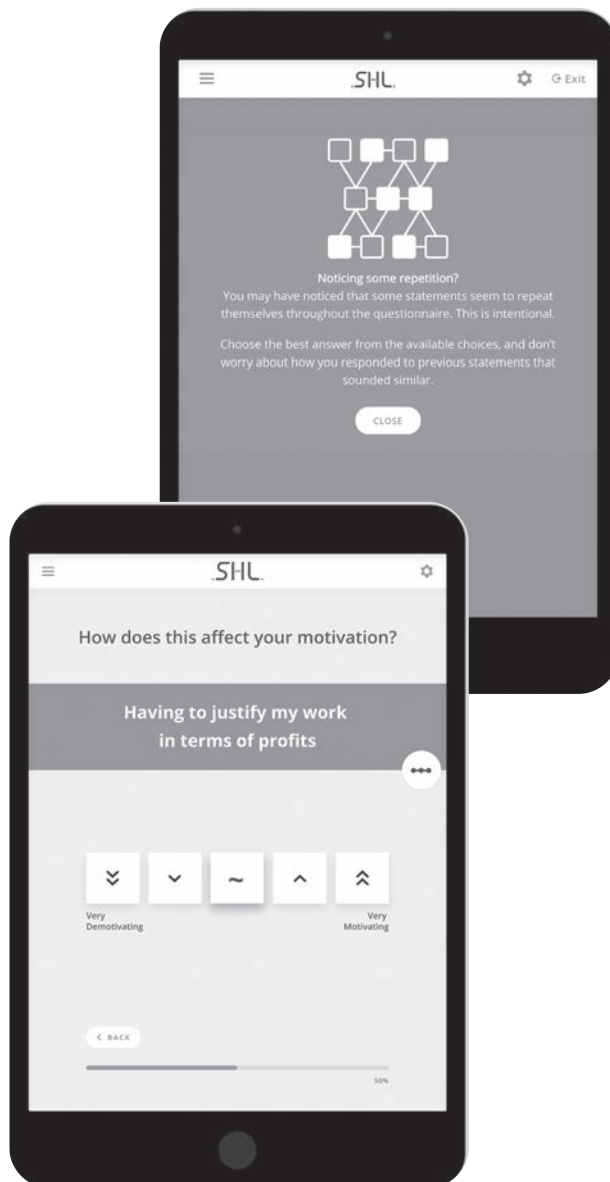 .SHL.
Exit
Noticing some repetition?
You may have noticed that some statements seem to repeat
themselves throughout the questionnaire. This is intentional.
Choose the best answer from the available choices, and don't
worry about how you responded to previous statements that
sounded similar.
CLOSE
.SHL.
How does this affect your motivation?
Having to justify my work
in terms of profits
Very
Demotivating
Very
Motivating
< BACK
50%